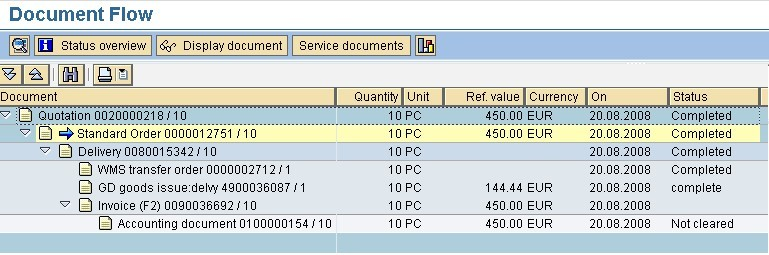 Document Flow
Status overview Display document Service documents
Document Quantity Unit Ref. value Currency On Status
Quotation 0020000218 / 10 10 PC 450.00 EUR 20.08.2008 Completed
Standard Order 0000012751 / 10 10 PC 450.00 EUR 20.08.2008 Completed
Delivery 0080015342 / 10 10 PC 20.08.2008 Completed
WMS transfer order 0000002712 / 1 10 PC 20.08.2008 Completed
GD goods issue:delvy 4900036087 / 1 10 PC 144.44 EUR 20.08.2008 complete
Invoice (F2) 0090036692 / 10 10 PC 450.00 EUR 20.08.2008
Accounting document 0100000154 / 10 10 PC 450.00 EUR 20.08.2008 Not cleared